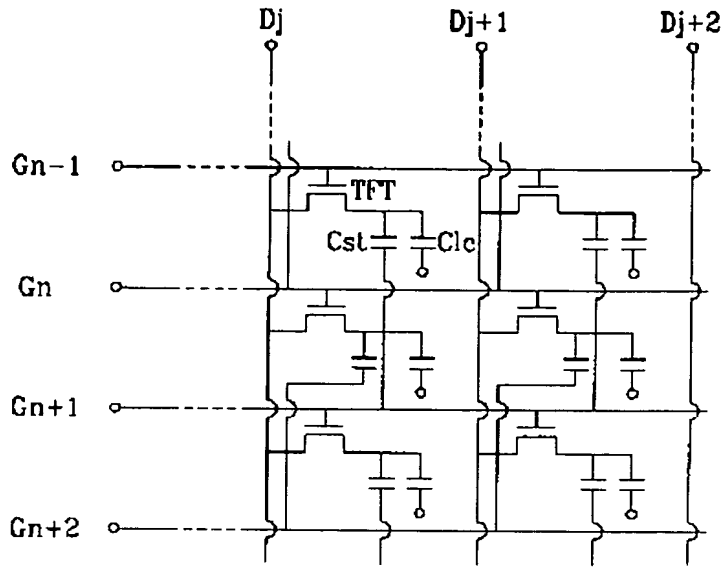 Dj Dj+1 Dj+2
Gn-1
TFT
Cst Clc
Gn
Gn+1
Gn+2